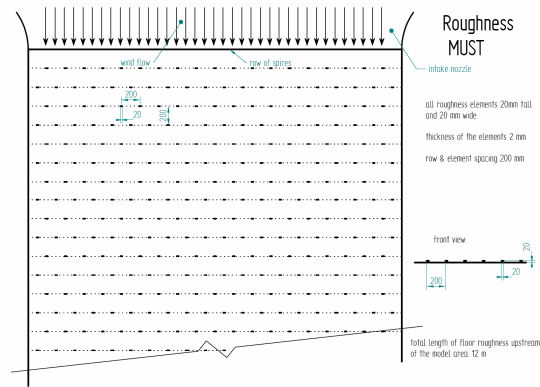 Roughness
MUST
wind flow
row of spires
intake nozzle
200
20
200
all roughness elements 20mm tall
and 20 mm wide
thickness of the elements 2 mm
row & element spacing 200 mm
front view
20
20
200
total length of floor roughness upstream
of the model area: 12 m